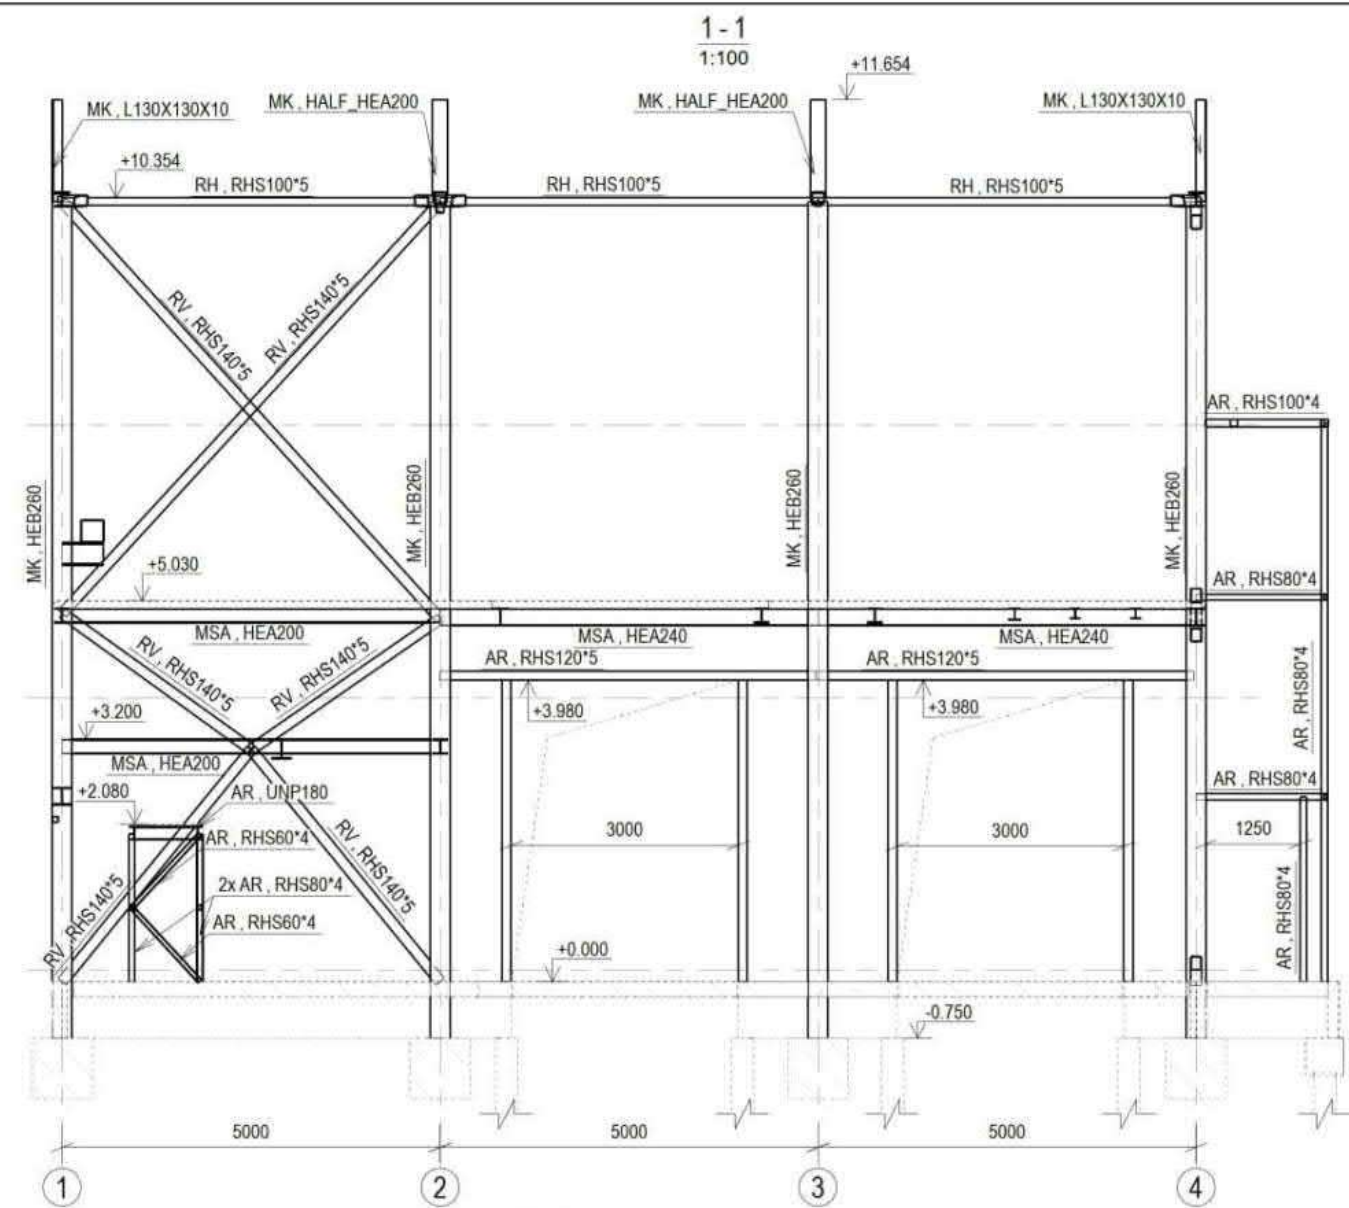 1 - 1
1:100
+11.654
MK , L130X130X10
MK , HALF_HEA200
MK , HALF_HEA200
MK , L130X130X10
+10.354
RH , RHS100*5
RH , RHS100*5
RH , RHS100*5
RV , RHS140*5
RV , RHS140*5
AR , RHS100*4
MK , HEB260
MK , HEB260
MK , HEB260
MK , HEB260
+5.030
AR , RHS80*4
MSA , HEA200
MSA , HEA240
MSA , HEA240
RV , RHS140*5
RV , RHS140*5
AR , RHS120*5
AR , RHS120*5
AR , RHS80*4
+3.200
+3.980
+3.980
MSA , HEA200
+2.080
AR , UNP180
AR , RHS80*4
AR , RHS60*4
RV , RHS140*5
3000
3000
1250
2x AR , RHS80*4
AR , RHS60*4
RV , RHS140*5
AR , RHS80*4
+0.000
-0.750
5000
5000
5000
1
2
3
4